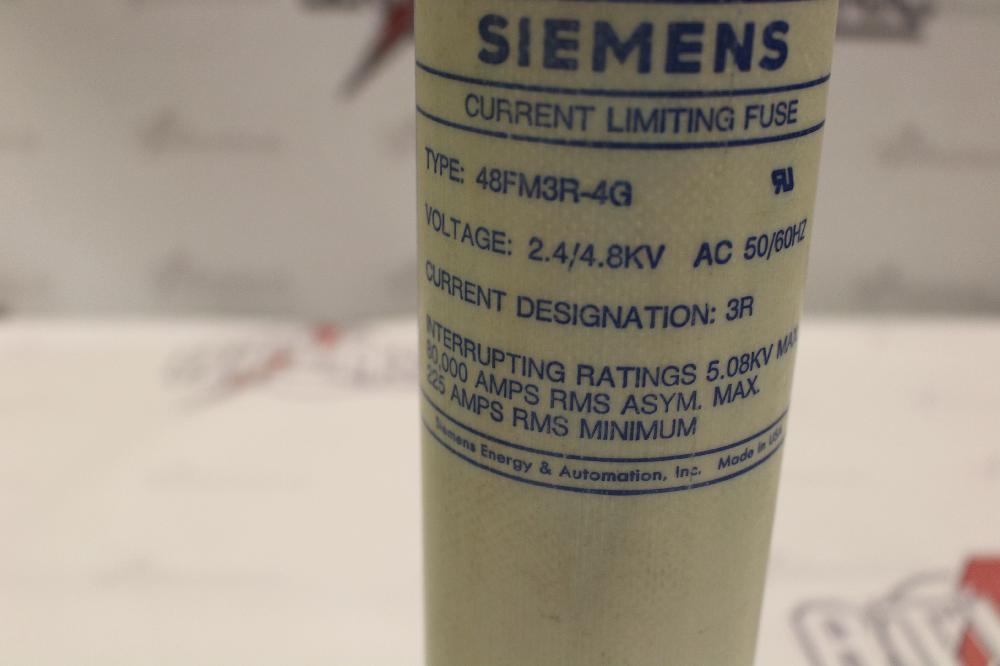 SIEMENS
CURRENT LIMITING FUSE
TYPE: 48FM3R-4G
VOLTAGE: 2.4/4.8KV AC 50/60HZ
CURRENT DESIGNATION: 3R
INTERRUPTING RATINGS 5.08KV MAX
80,000 AMPS RMS ASYM. MAX.
225 AMPS RMS MINIMUM
Siemens Energy & Automation, Inc. Made in USA